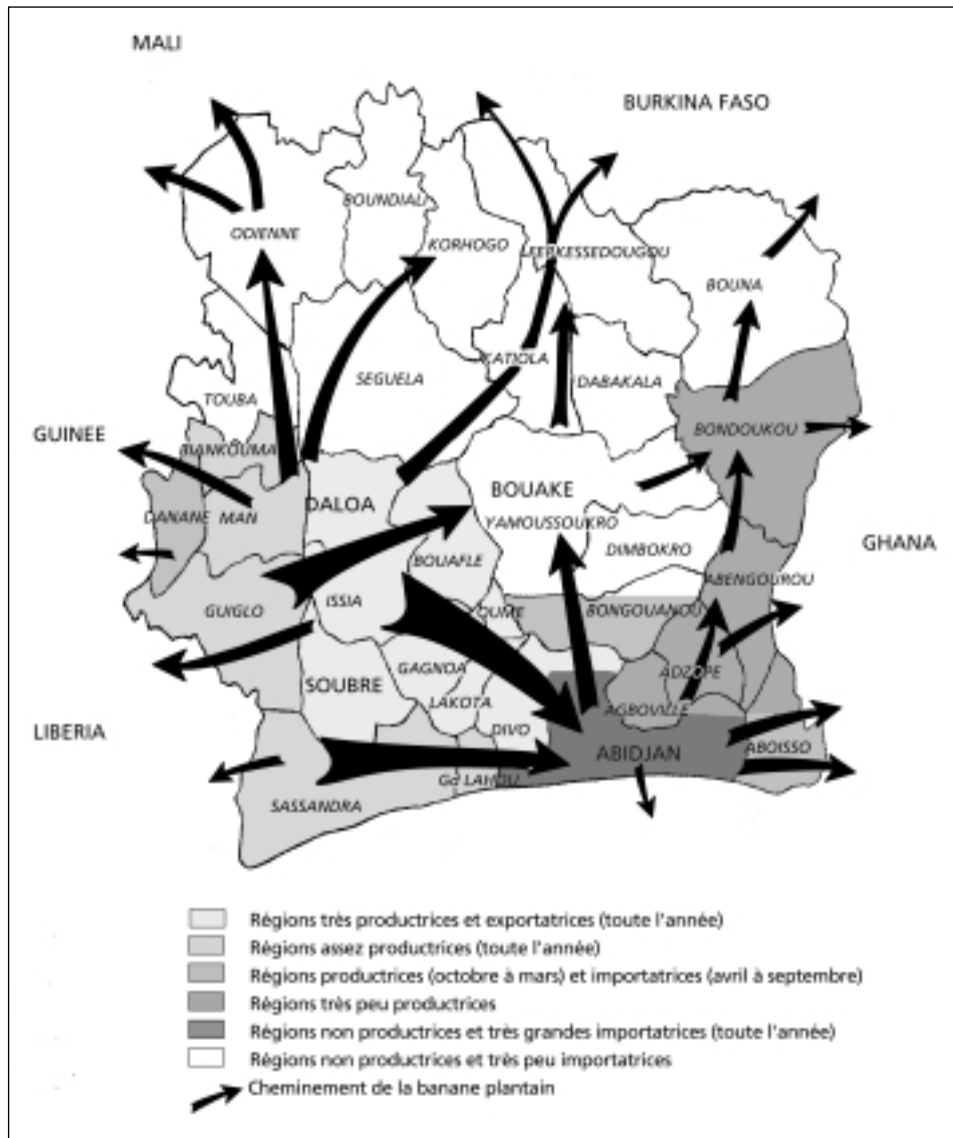 MALI
BURKINA FASO
BOUNDIALI
ODIENNE
KORHOGO
FERKESSEDOUGOU
BOUNA
KATIOLA
SEGUELA
DABAKALA
TOUBA
GUINEE
BIANKOUMA
BONDOUKOU
DALOA
BOUAKE
DANANE
MAN
YAMOUSSOUKRO
GHANA
DIMBOKRO
BOUAFLE
ABENGOUROU
GUIGLO
ISSIA
OUME
BONGOUANOU
GAGNOA
ADZOPE
SOUBRE
LAKOTA
AGBOVILLE
LIBERIA
DIVO
ABIDJAN
ABOISSO
Gd LAHOU
SASSANDRA
Régions très productrices et exportatrices (toute l'année)
Régions assez productrices (toute l'année)
Régions productrices (octobre à mars) et importatrices (avril à septembre)
Régions très peu productrices
Régions non productrices et très grandes importatrices (toute l'année)
Régions non productrices et très peu importatrices
Cheminement de la banane plantain